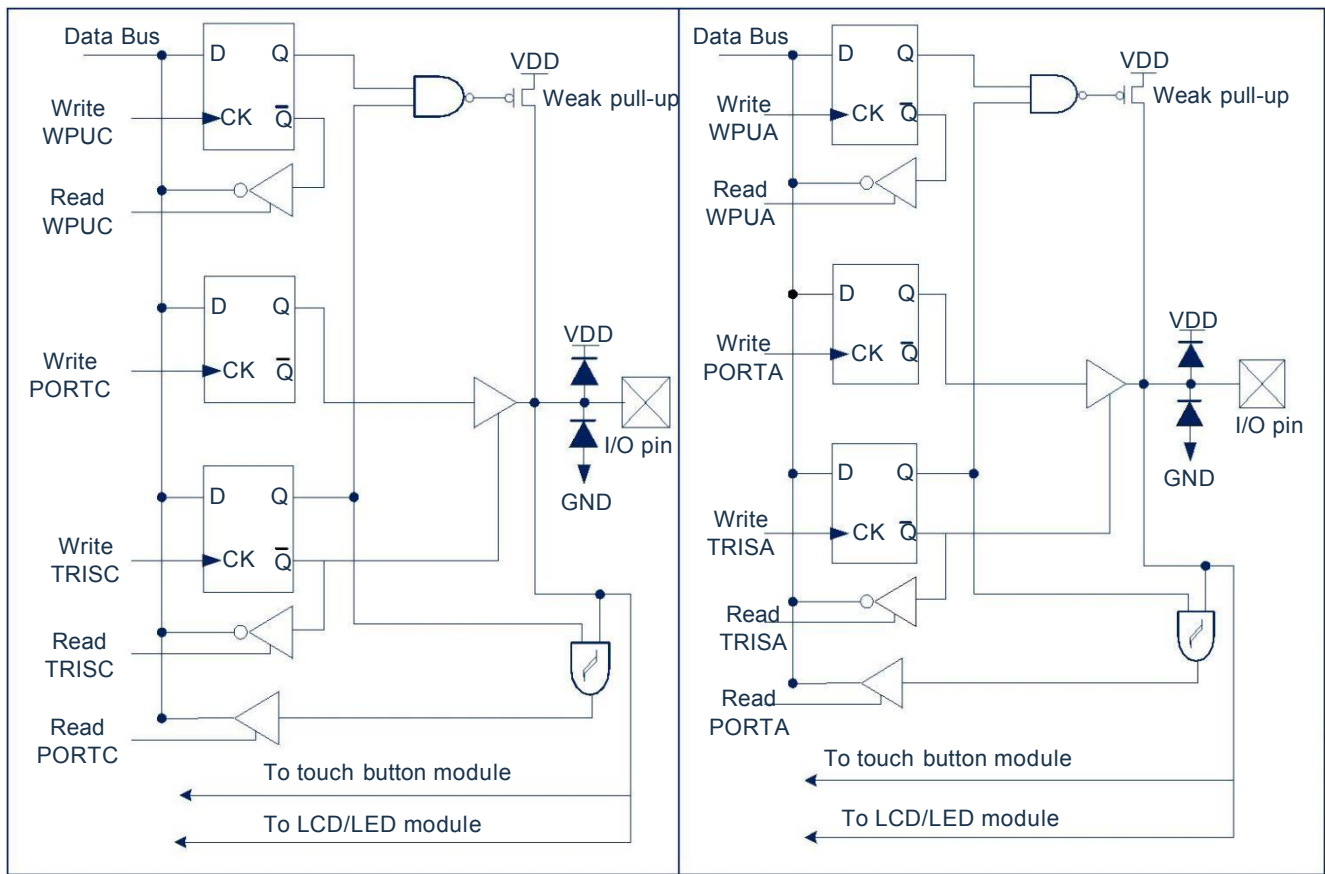 Data Bus
D Q
VDD
Weak pull-up
Write
WPUC
CK Q̅
Read
WPUC
D Q
Write
PORTC
CK Q̅
VDD
I/O pin
GND
D Q
Write
TRISC
CK Q̅
Read
TRISC
Read
PORTC
To touch button module
To LCD/LED module
Data Bus
D Q
VDD
Weak pull-up
Write
WPUA
CK Q̅
Read
WPUA
D Q
Write
PORTA
CK Q̅
VDD
I/O pin
GND
D Q
Write
TRISA
CK Q̅
Read
TRISA
Read
PORTA
To touch button module
To LCD/LED module